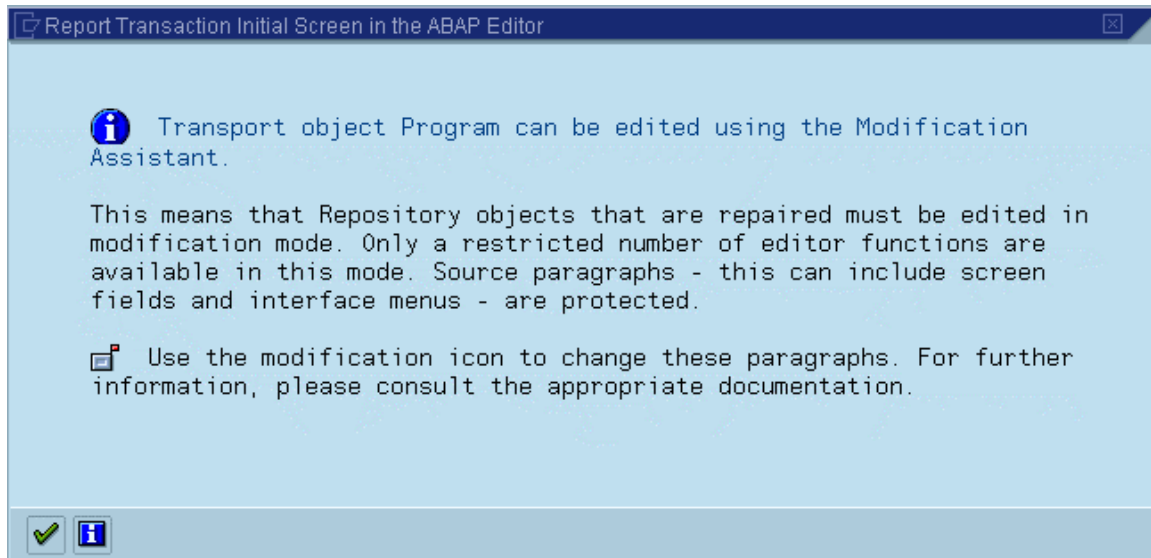 Report Transaction Initial Screen in the ABAP Editor
Transport object Program can be edited using the Modification
Assistant.
This means that Repository objects that are repaired must be edited in
modification mode. Only a restricted number of editor functions are
available in this mode. Source paragraphs - this can include screen
fields and interface menus - are protected.
Use the modification icon to change these paragraphs. For further
information, please consult the appropriate documentation.